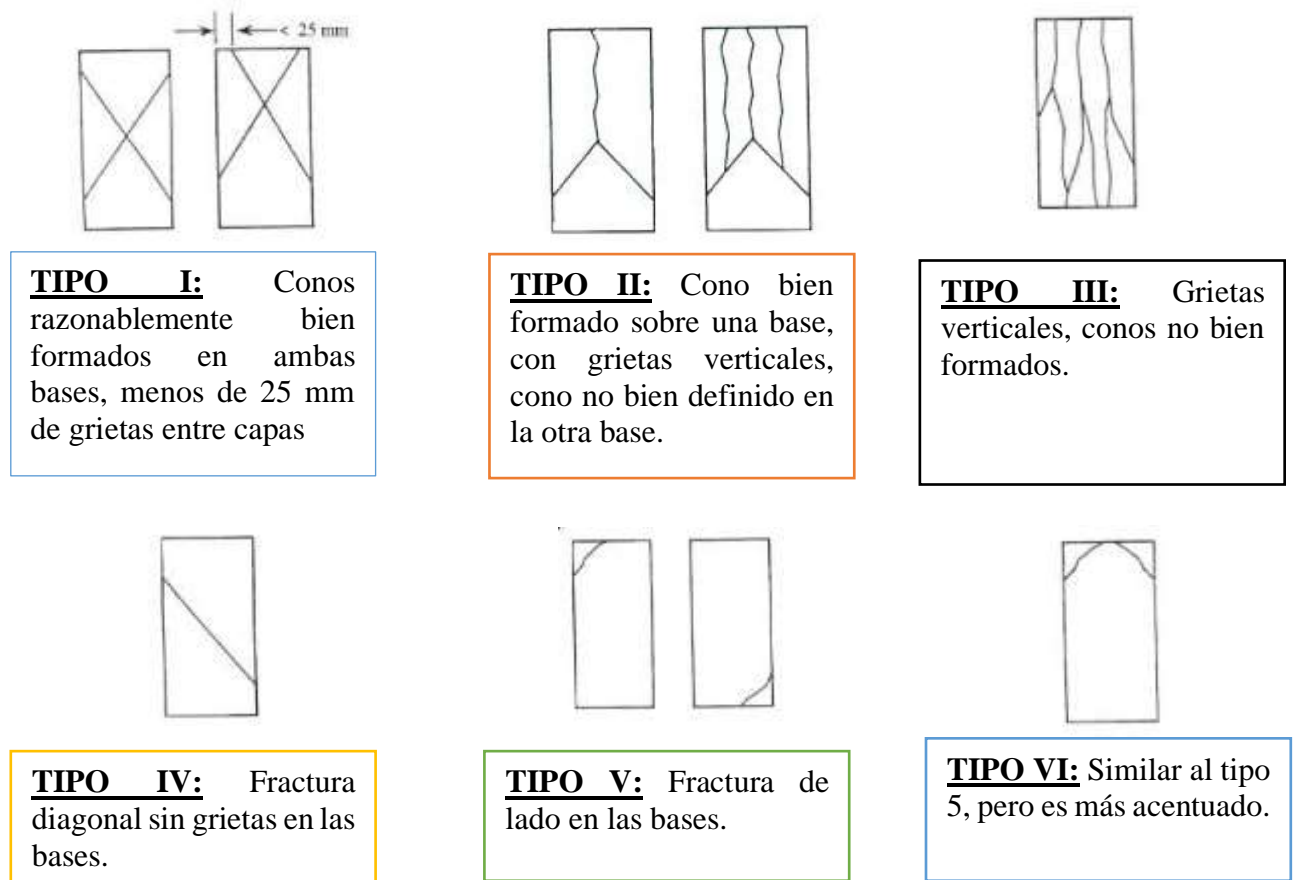 < 25 mm
TIPO I: Conos
razonablemente bien
formados en ambas
bases, menos de 25 mm
de grietas entre capas
TIPO II: Cono bien
formado sobre una base,
con grietas verticales,
cono no bien definido en
la otra base.
TIPO III: Grietas
verticales, conos no bien
formados.
TIPO IV: Fractura
diagonal sin grietas en las
bases.
TIPO V: Fractura de
lado en las bases.
TIPO VI: Similar al tipo
5, pero es más acentuado.